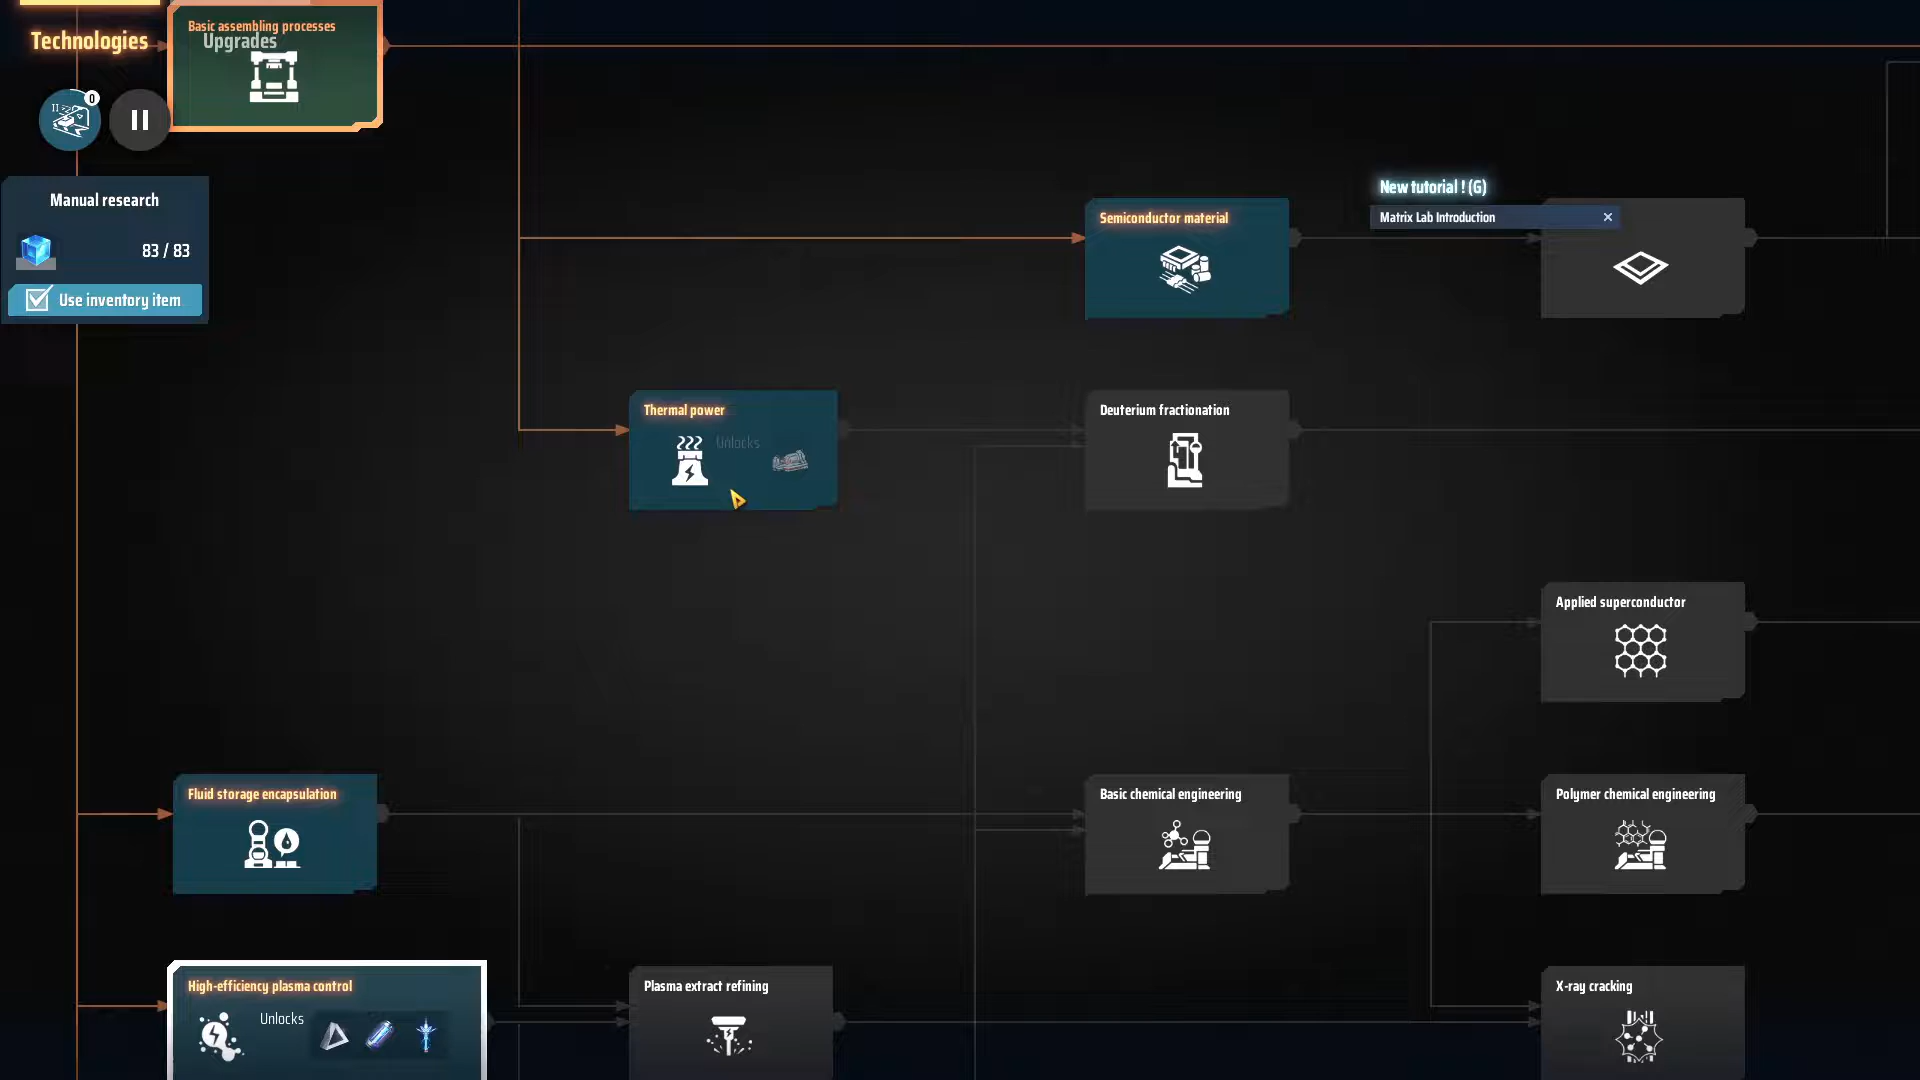 Basic assembling processes
Technologies
Upgrades
0
Manual research
83 / 83
Use inventory item
New tutorial ! (G)
Matrix Lab Introduction
Semiconductor material
Thermal power
Unlocks
Deuterium fractionation
Applied superconductor
Fluid storage encapsulation
Basic chemical engineering
Polymer chemical engineering
High-efficiency plasma control
Unlocks
Plasma extract refining
X-ray cracking